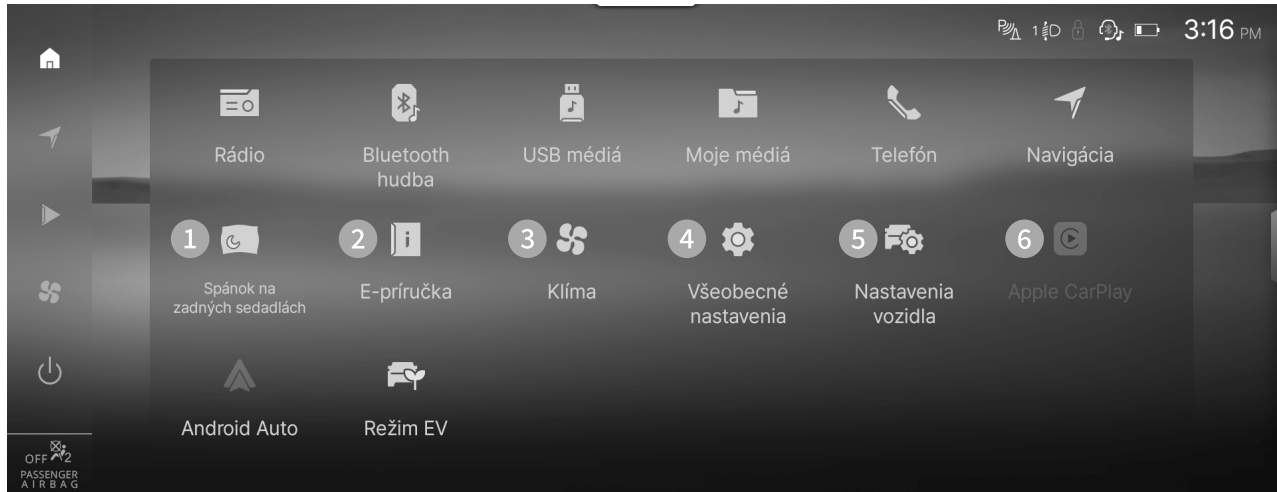 1 3:16 PM
Rádio
Bluetooth
hudba
USB médiá
Moje médiá
Telefón
Navigácia
1
Spánok na
zadných sedadlách
2
E-príručka
3
Klíma
4
Všeobecné
nastavenia
5
Nastavenia
vozidla
6
Apple CarPlay
Android Auto
Režim EV
OFF 2
PASSENGER
AIRBAG